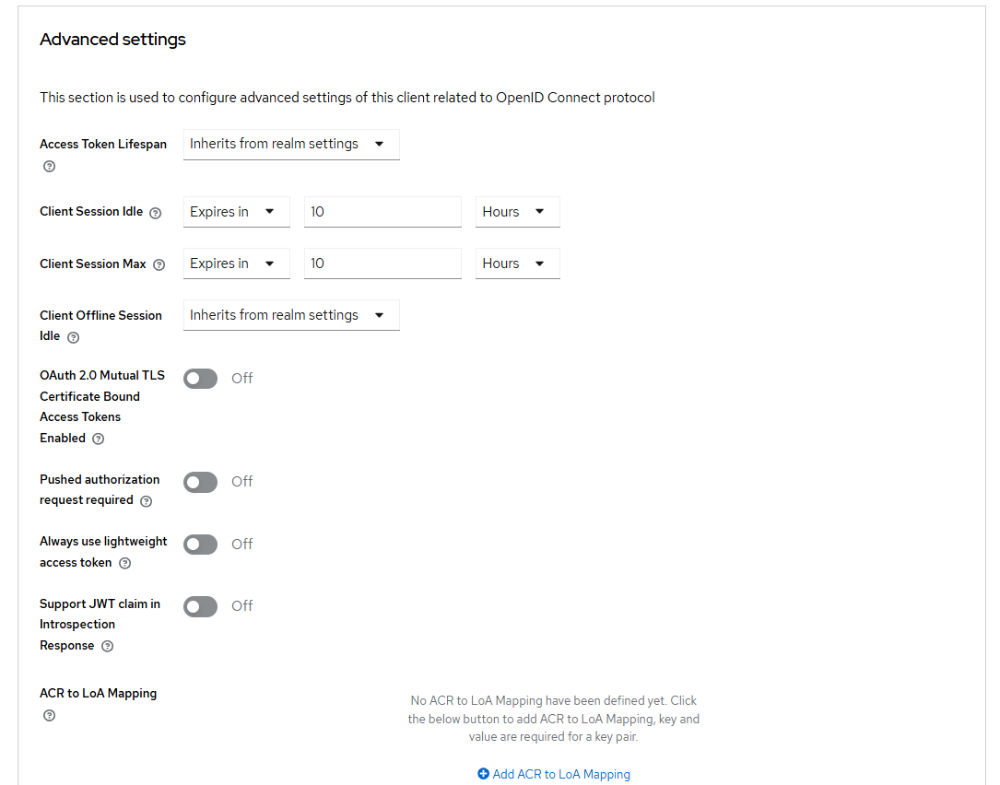 Advanced settings
This section is used to configure advanced settings of this client related to OpenID Connect protocol
Access Token Lifespan
Inherits from realm settings
Client Session Idle
Expires in
10
Hours
Client Session Max
Expires in
10
Hours
Client Offline Session
Idle
Inherits from realm settings
OAuth 2.0 Mutual TLS
Certificate Bound
Access Tokens
Enabled
Off
Pushed authorization
request required
Off
Always use lightweight
access token
Off
Support JWT claim in
Introspection
Response
Off
ACR to LoA Mapping
No ACR to LoA Mapping have been defined yet. Click
the below button to add ACR to LoA Mapping, key and
value are required for a key pair.
Add ACR to LoA Mapping